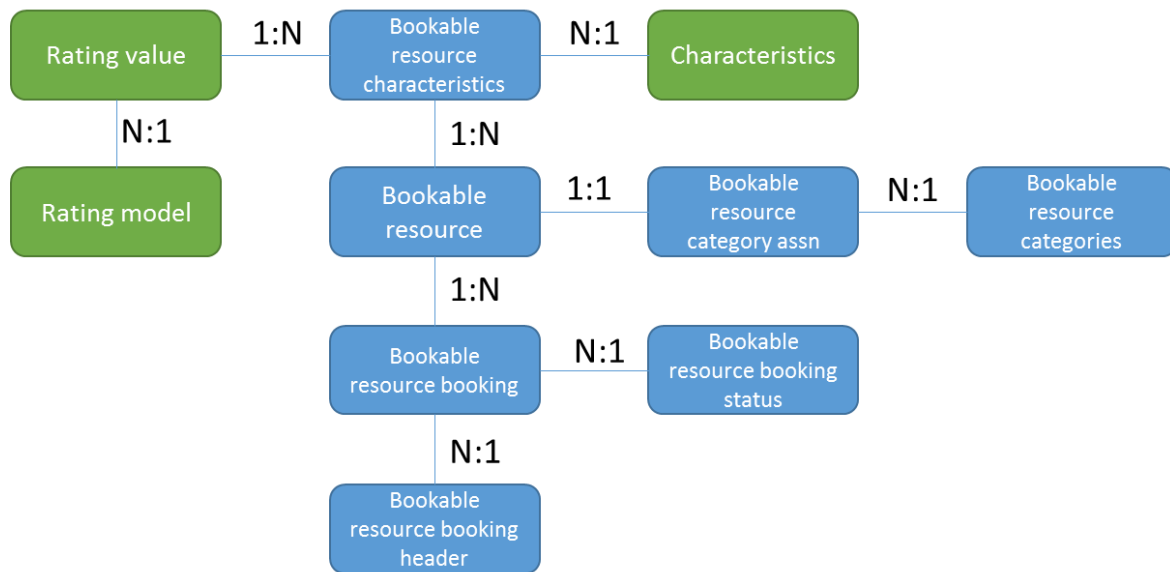 Rating value
1:N
Bookable
resource
characteristics
N:1
Characteristics
N:1
1:N
Rating model
Bookable
resource
1:1
Bookable
resource
category assn
N:1
Bookable
resource
categories
1:N
Bookable
resource booking
N:1
Bookable
resource booking
status
N:1
Bookable
resource booking
header